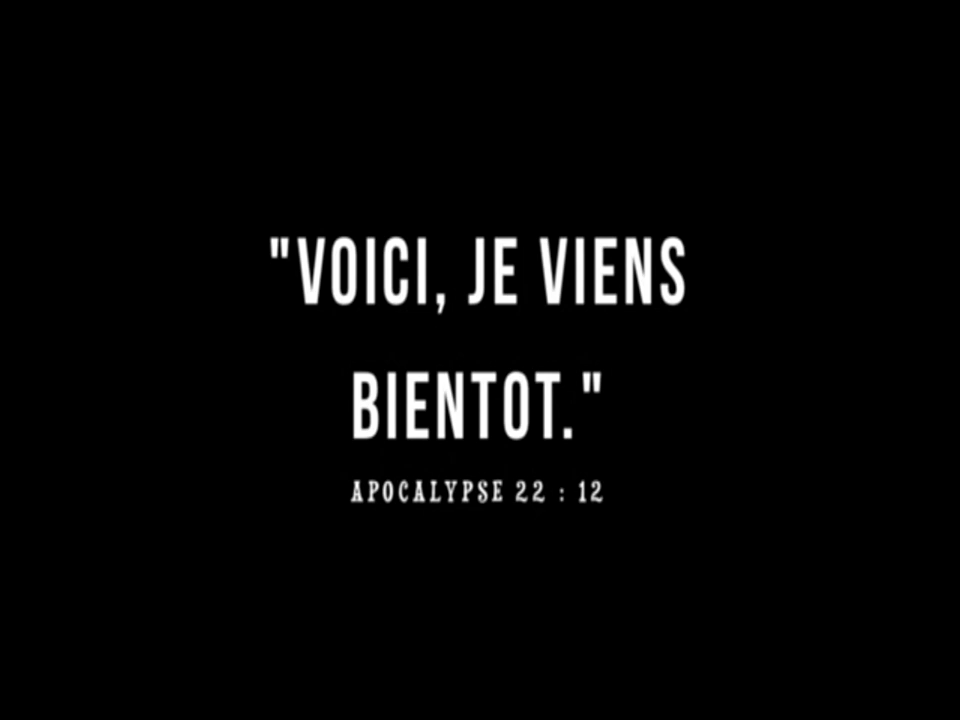 "VOICI, JE VIENS
BIENTOT."
APOCALYPSE 22 : 12